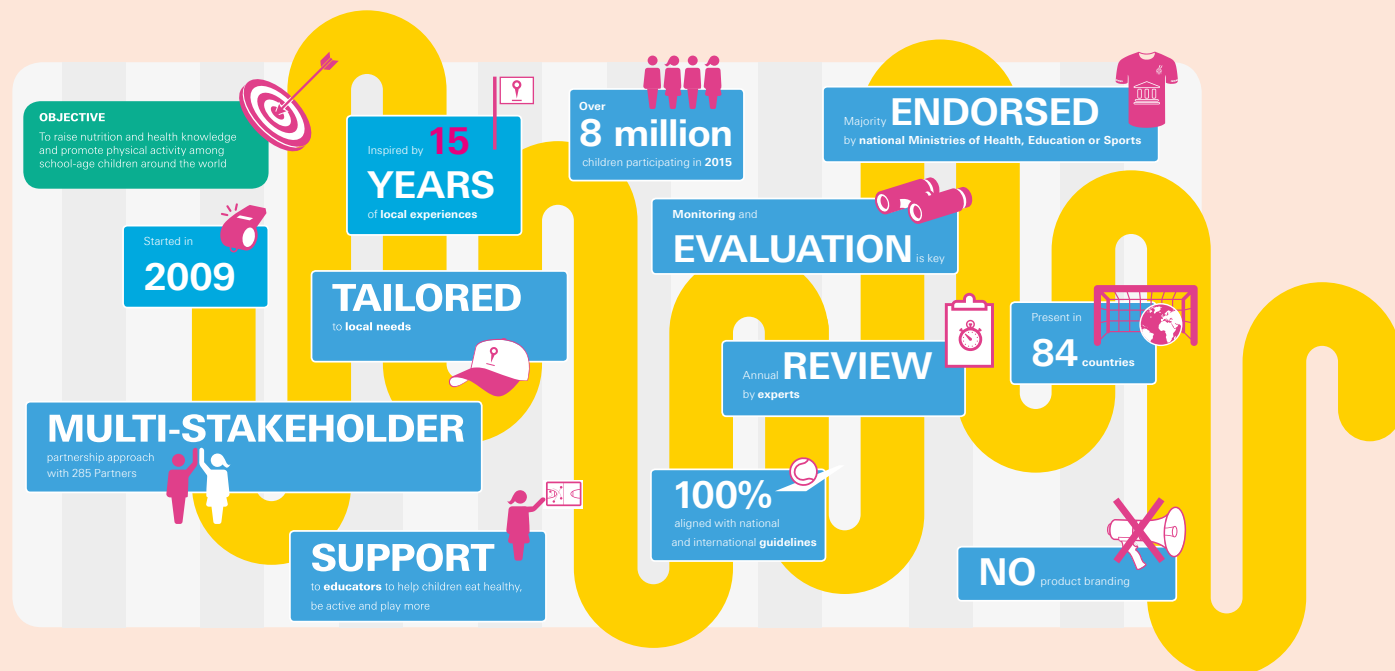 OBJECTIVE
To raise nutrition and health knowledge
and promote physical activity among
school-age children around the world
Started in
2009
MULTI-STAKEHOLDER
partnership approach
with 285 Partners
Inspired by 15
YEARS
of local experiences
TAILORED
to local needs
SUPPORT
to educators to help children eat healthy,
be active and play more
Over
8 million
children participating in 2015
Monitoring and
EVALUATION is key
Annual REVIEW
by experts
100%
aligned with national
and international guidelines
Majority ENDORSED
by national Ministries of Health, Education or Sports
Present in
84 countries
NO product branding